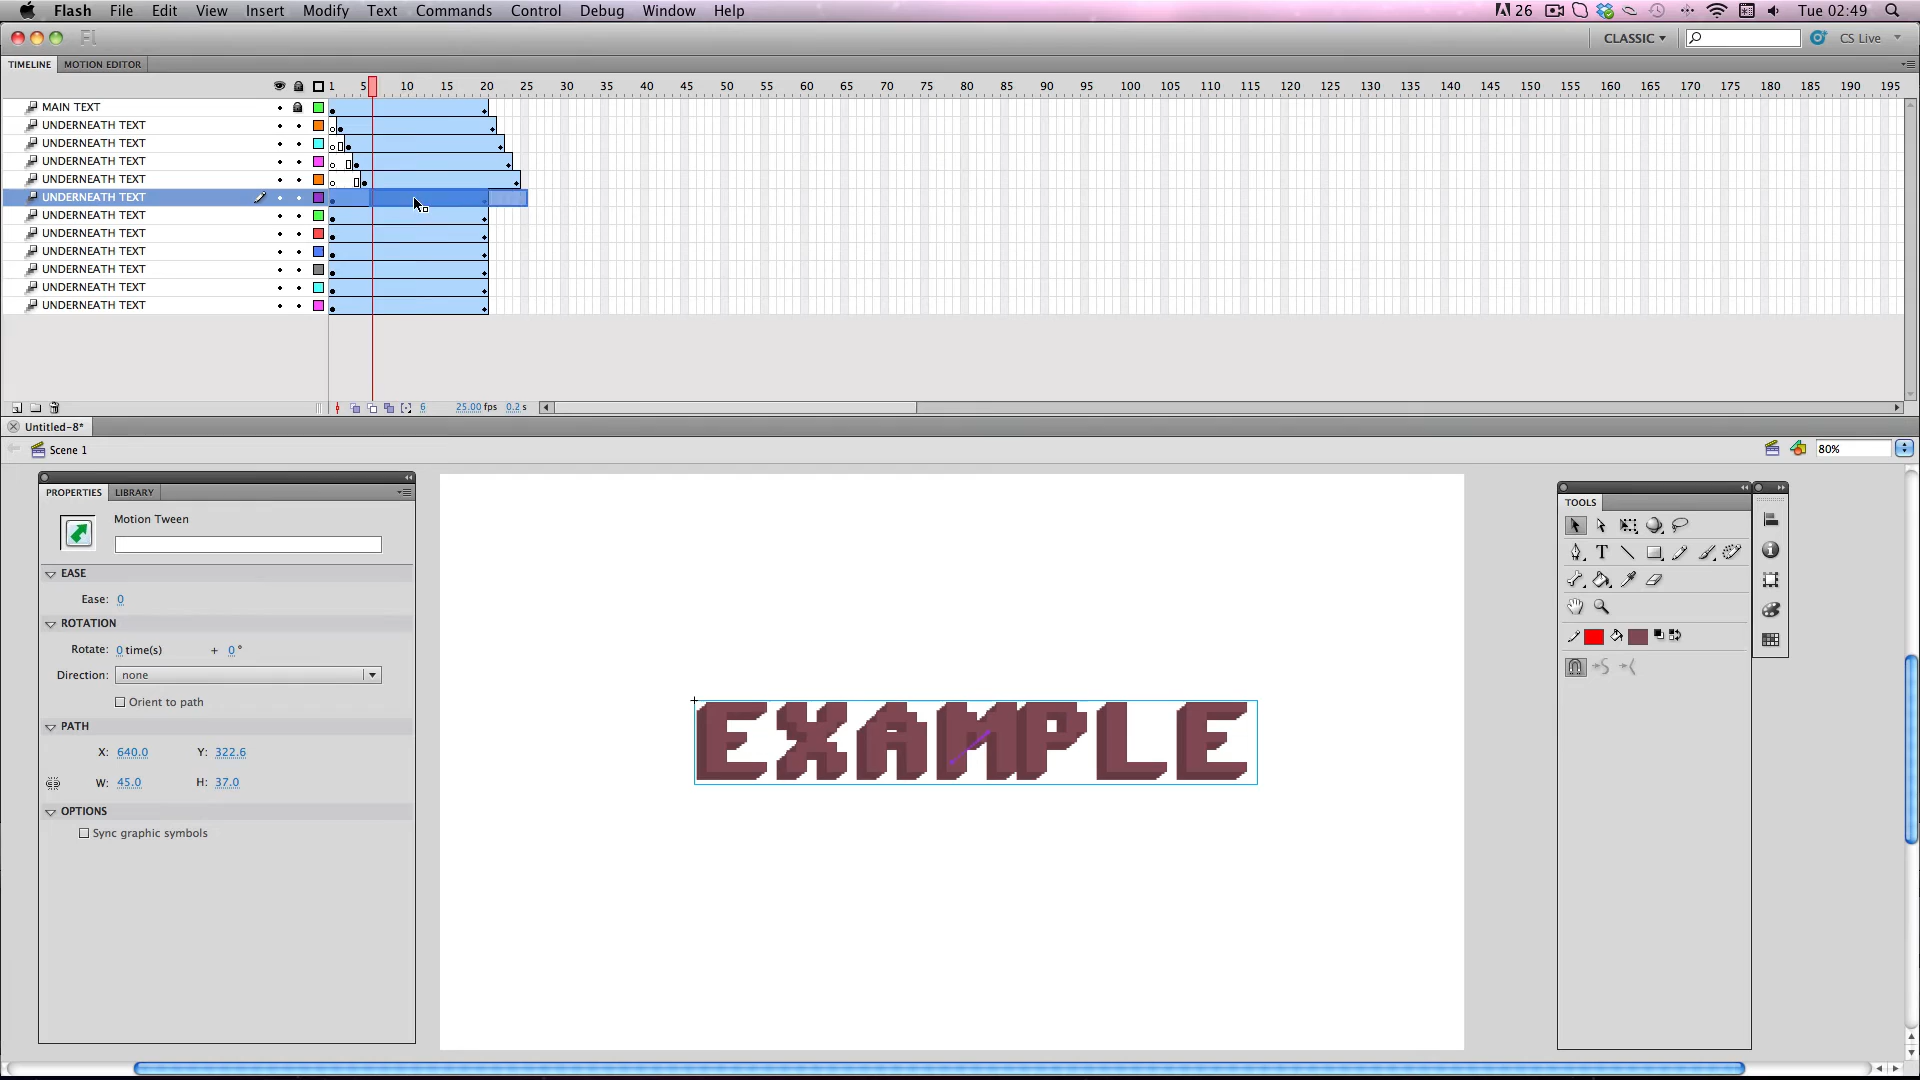 Flash File Edit View Insert Modify Text Commands Control Debug Window Help 26 Tue 02:49
Fl CLASSIC CS Live
TIMELINE MOTION EDITOR
1 5 10 15 20 25 30 35 40 45 50 55 60 65 70 75 80 85 90 95 100 105 110 115 120 125 130 135 140 145 150 155 160 165 170 175 180 185 190 195
MAIN TEXT
UNDERNEATH TEXT
UNDERNEATH TEXT
UNDERNEATH TEXT
UNDERNEATH TEXT
UNDERNEATH TEXT
UNDERNEATH TEXT
UNDERNEATH TEXT
UNDERNEATH TEXT
UNDERNEATH TEXT
UNDERNEATH TEXT
UNDERNEATH TEXT
6 25.00 fps 0.2 s
Untitled-8*
Scene 1 80%
PROPERTIES LIBRARY
Motion Tween
EASE
Ease: 0
ROTATION
Rotate: 0 time(s) + 0 °
Direction: none
Orient to path
PATH
X: 640.0 Y: 322.6
W: 45.0 H: 37.0
OPTIONS
Sync graphic symbols
EXAMPLE
TOOLS